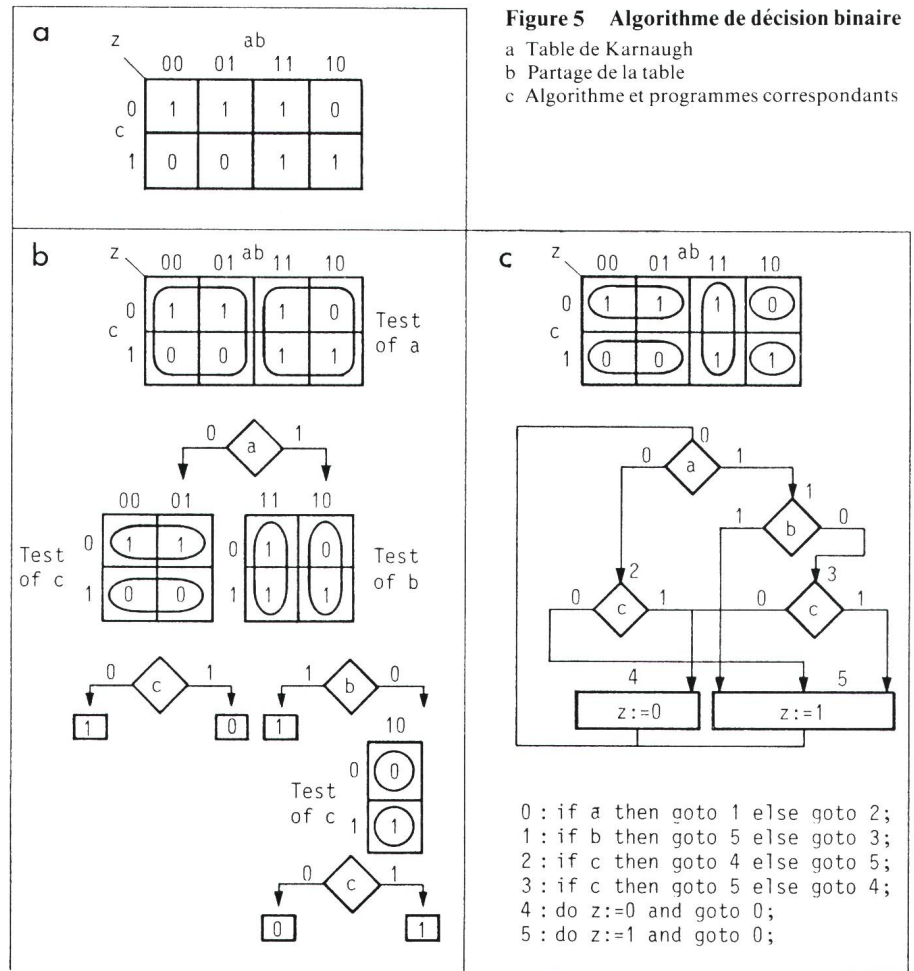 Figure 5 Algorithme de décision binaire
a Table de Karnaugh
b Partage de la table
c Algorithme et programmes correspondants
a
z ab
00 01 11 10
0 1 1 1 0
c
1 0 0 1 1
b
z ab
00 01 11 10
0 1 1 1 0
c
1 0 0 1 1
Test
of a
0 a 1
00 01
Test
of c
0 1 1
1 0 0
11 10
0 1 0
1 1 1
Test
of b
0 c 1
1 0
1 b 0
1
10
Test
of c
0 0
1 1
0 c 1
0 1
c
z ab
00 01 11 10
0 1 1 1 0
c
1 0 0 1 1
0
0 a 1
1
1 b 0
2
0 c 1
3
0 c 1
4 5
z:=0 z:=1
0 : if a then goto 1 else goto 2;
1 : if b then goto 5 else goto 3;
2 : if c then goto 4 else goto 5;
3 : if c then goto 5 else goto 4;
4 : do z:=0 and goto 0;
5 : do z:=1 and goto 0;